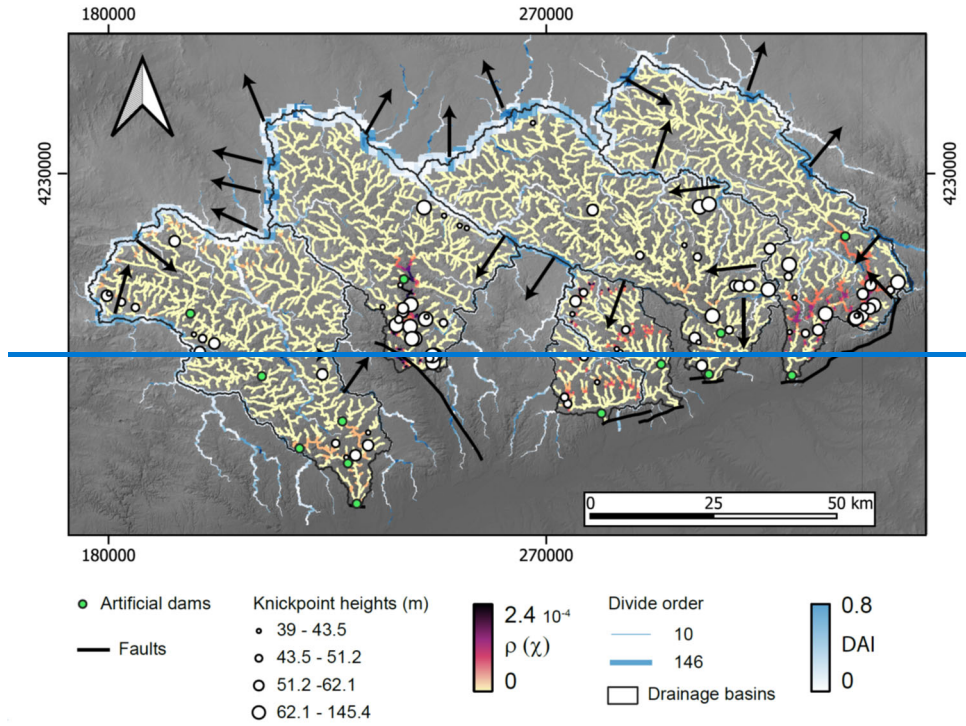 180000 270000
4230000 4230000
0 25 50 km
180000 270000
Artificial dams Knickpoint heights (m) 2.4 10-4 Divide order 0.8
39 - 43.5 10
Faults 43.5 - 51.2 ρ (χ) 146 DAI
51.2 -62.1 0 Drainage basins 0
62.1 - 145.4